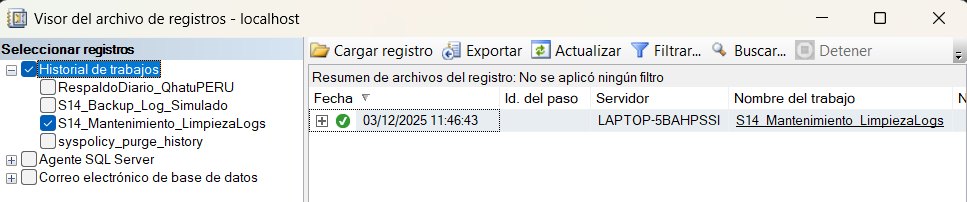 Visor del archivo de registros - localhost
Seleccionar registros
Historial de trabajos
RespaldoDiario_QhatuPERU
S14_Backup_Log_Simulado
S14_Mantenimiento_LimpiezaLogs
syspolicy_purge_history
Agente SQL Server
Correo electrónico de base de datos
Cargar registro Exportar Actualizar Filtrar... Buscar... Detener
Resumen de archivos del registro: No se aplicó ningún filtro
Fecha Id. del paso Servidor Nombre del trabajo N
03/12/2025 11:46:43 LAPTOP-5BAHPSSI S14_Mantenimiento_LimpiezaLogs